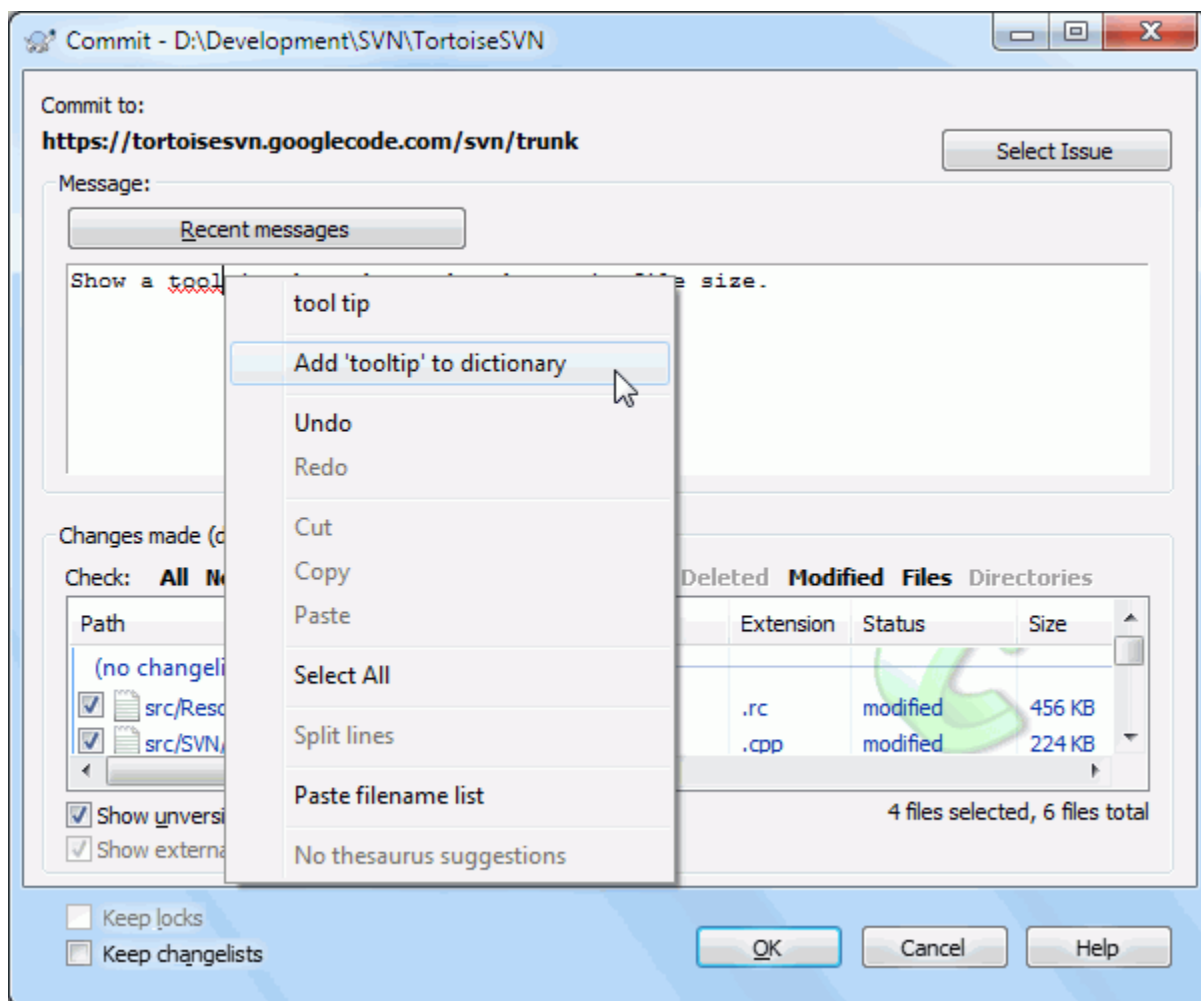 Commit - D:\Development\SVN\TortoiseSVN
Commit to:
https://tortoisesvn.googlecode.com/svn/trunk
Select Issue
Message:
Recent messages
Show a tool size.
tool tip
Add 'tooltip' to dictionary
Undo
Redo
Cut
Copy
Paste
Select All
Split lines
Paste filename list
No thesaurus suggestions
Changes made
Check: All Deleted Modified Files Directories
Path Extension Status Size
(no
.rc modified 456 KB
.cpp modified 224 KB
4 files selected, 6 files total
Show
Show
Keep locks
Keep changelists
OK Cancel Help